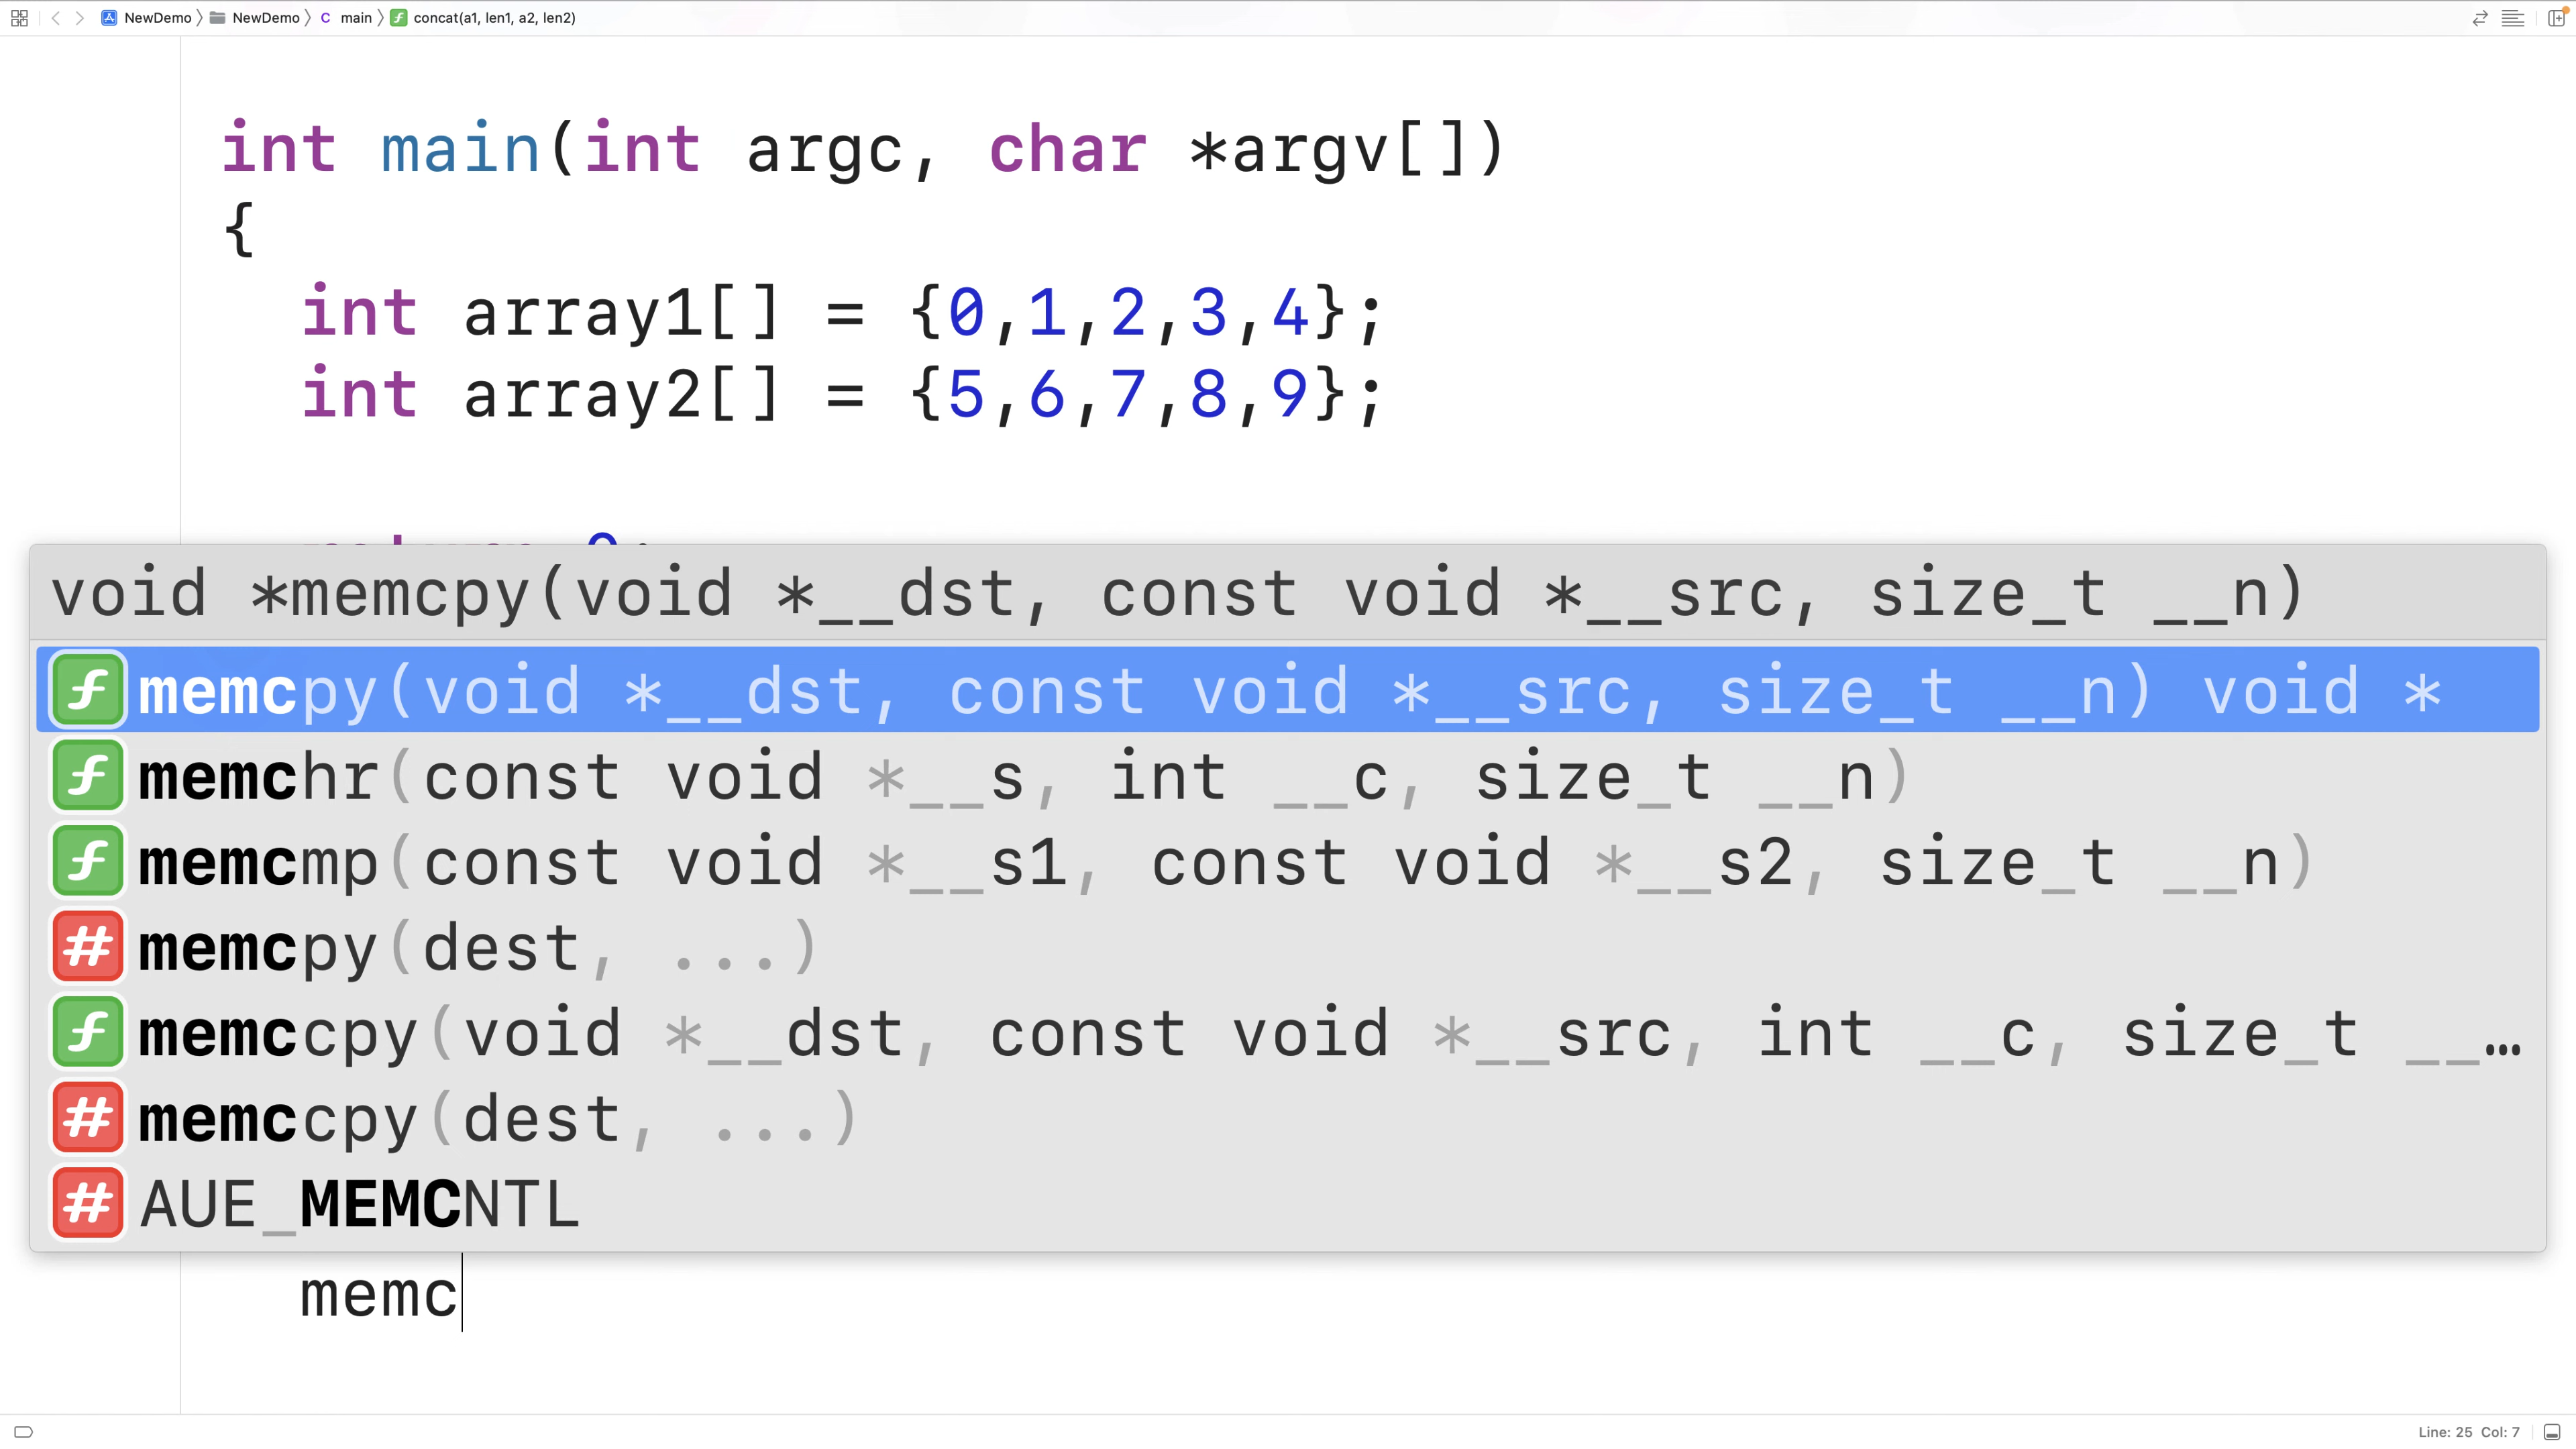 NewDemo NewDemo C main f concat(a1, len1, a2, len2)
int main(int argc, char *argv[])
{
int array1[] = {0,1,2,3,4};
int array2[] = {5,6,7,8,9};
void *memcpy(void *__dst, const void *__src, size_t __n)
f memcpy(void *__dst, const void *__src, size_t __n) void *
f memchr(const void *__s, int __c, size_t __n)
f memcmp(const void *__s1, const void *__s2, size_t __n)
# memcpy(dest, ...)
f memccpy(void *__dst, const void *__src, int __c, size_t __…
# memccpy(dest, ...)
# AUE_MEMCNTL
memc
Line: 25 Col: 7